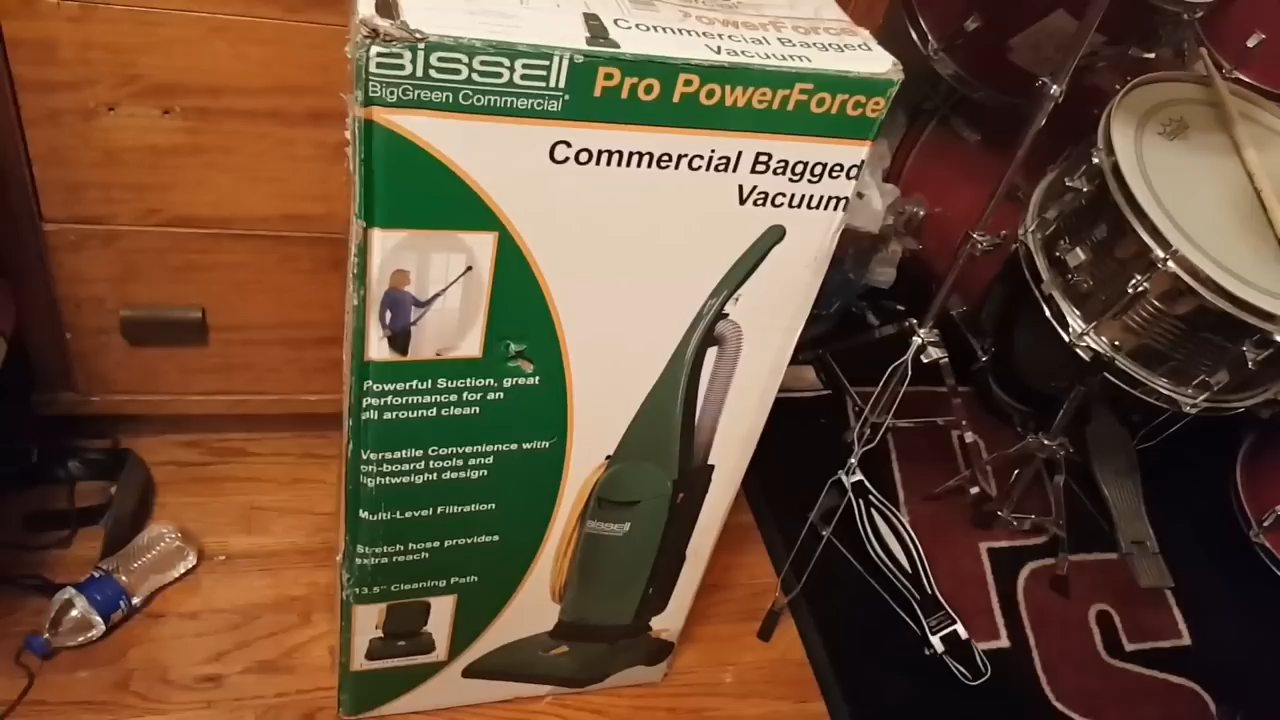 PowerForce
Commercial Bagged
Vacuum
BISSELL®
BigGreen Commercial®
Pro PowerForce
Commercial Bagged
Vacuum
Powerful Suction, great
Performance for an
all around clean
Versatile Convenience with
on-board tools and
lightweight design
Multi-Level Filtration
Stretch hose provides
extra reach
13.5" Cleaning Path
BISSELL